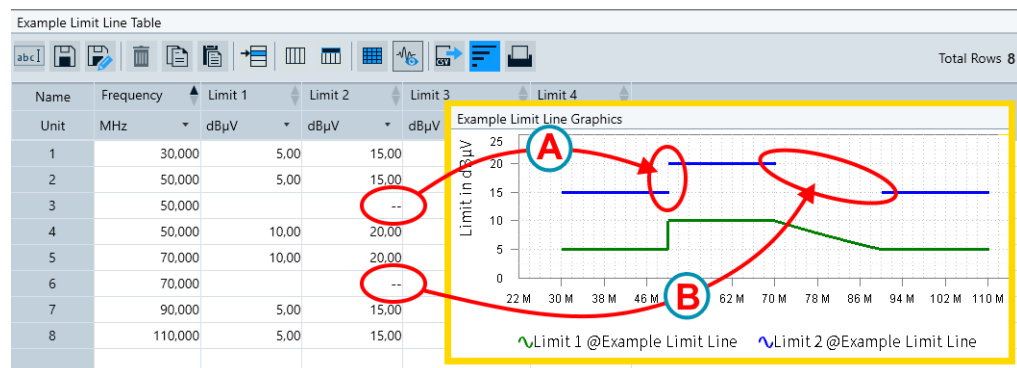 Example Limit Line Table
abc
CSV
Total Rows 8
Name Frequency Limit 1 Limit 2 Limit 3 Limit 4
Unit MHz dBµV dBµV dBµV
1 30,000 5,00 15,00
2 50,000 5,00 15,00
3 50,000 --
4 50,000 10,00 20,00
5 70,000 10,00 20,00
6 70,000 --
7 90,000 5,00 15,00
8 110,000 5,00 15,00
Example Limit Line Graphics
A
B
Limit in dBµV
25
20
15
10
5
0
22 M 30 M 38 M 46 M 62 M 70 M 78 M 86 M 94 M 102 M 110 M
Limit 1 @Example Limit Line Limit 2 @Example Limit Line